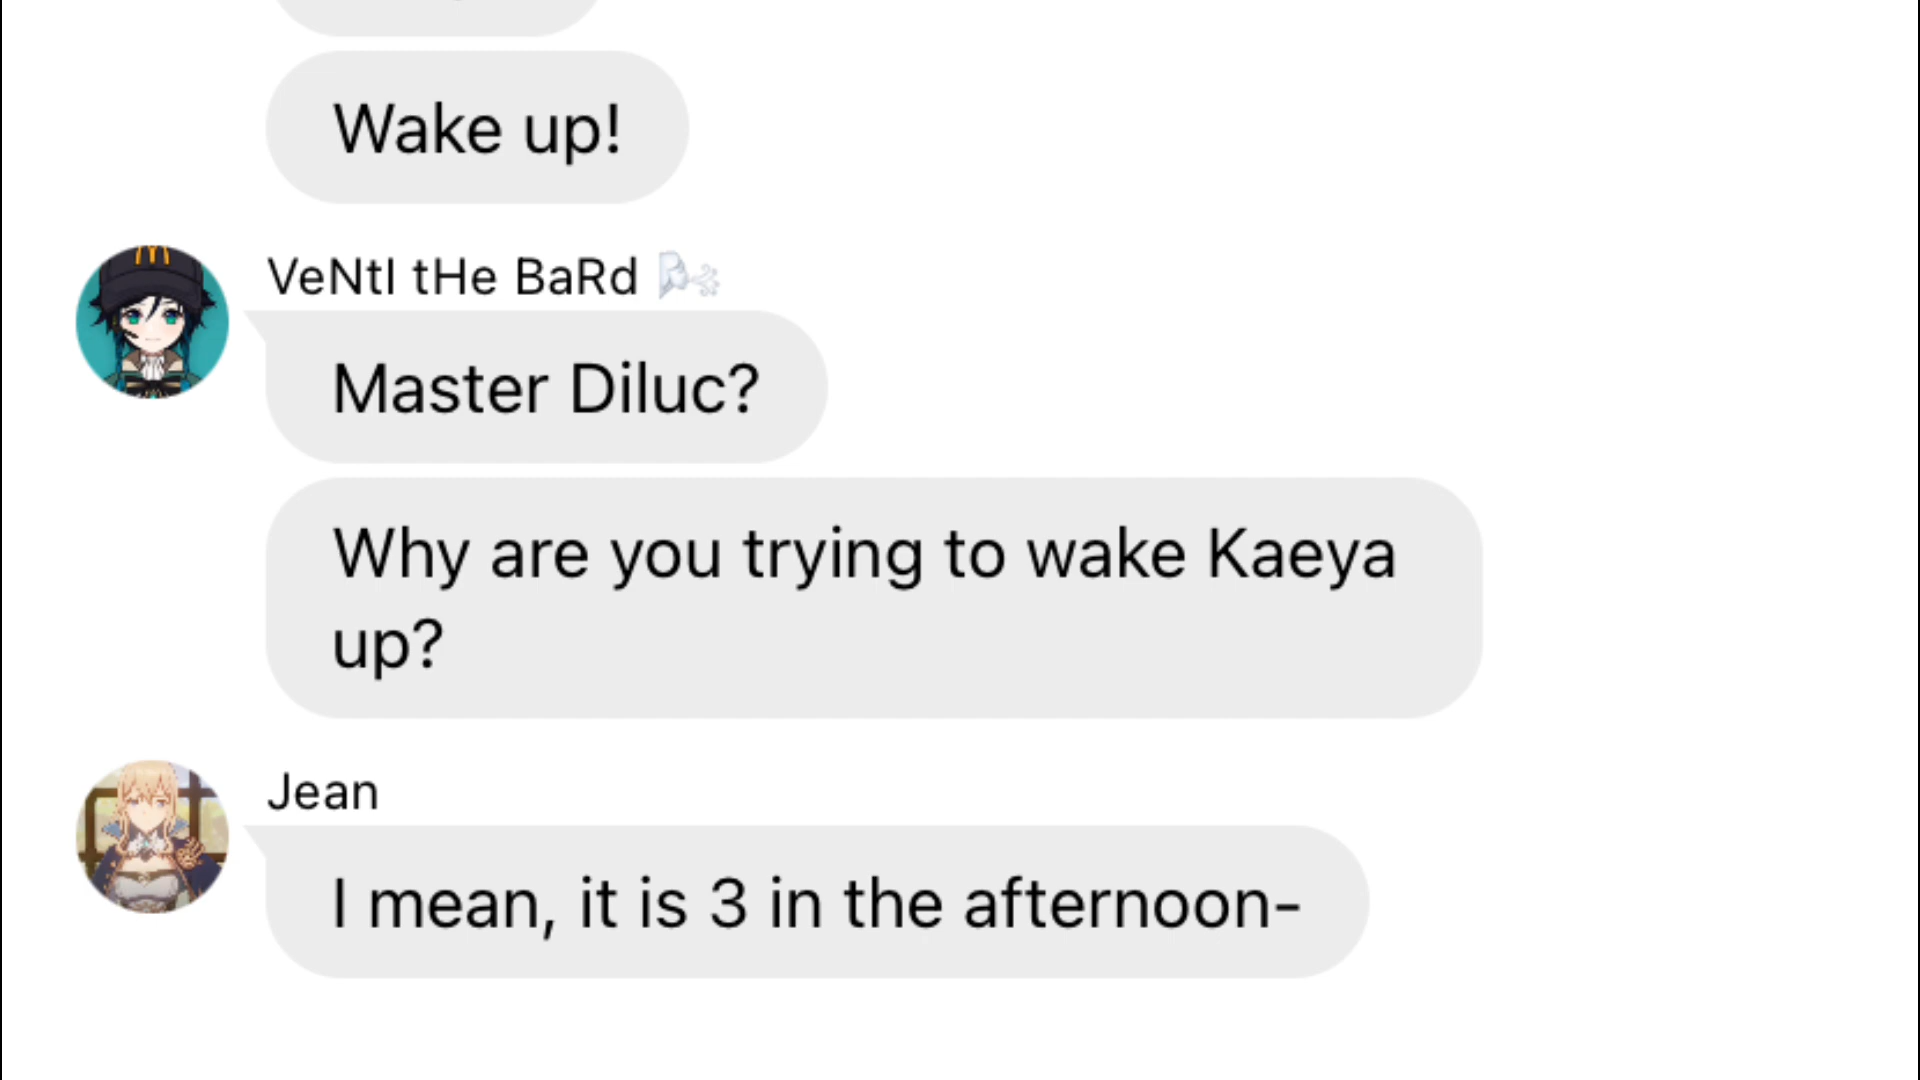 Wake up!
VeNtI tHe BaRd 🌬️
Master Diluc?
Why are you trying to wake Kaeya
up?
Jean
I mean, it is 3 in the afternoon-